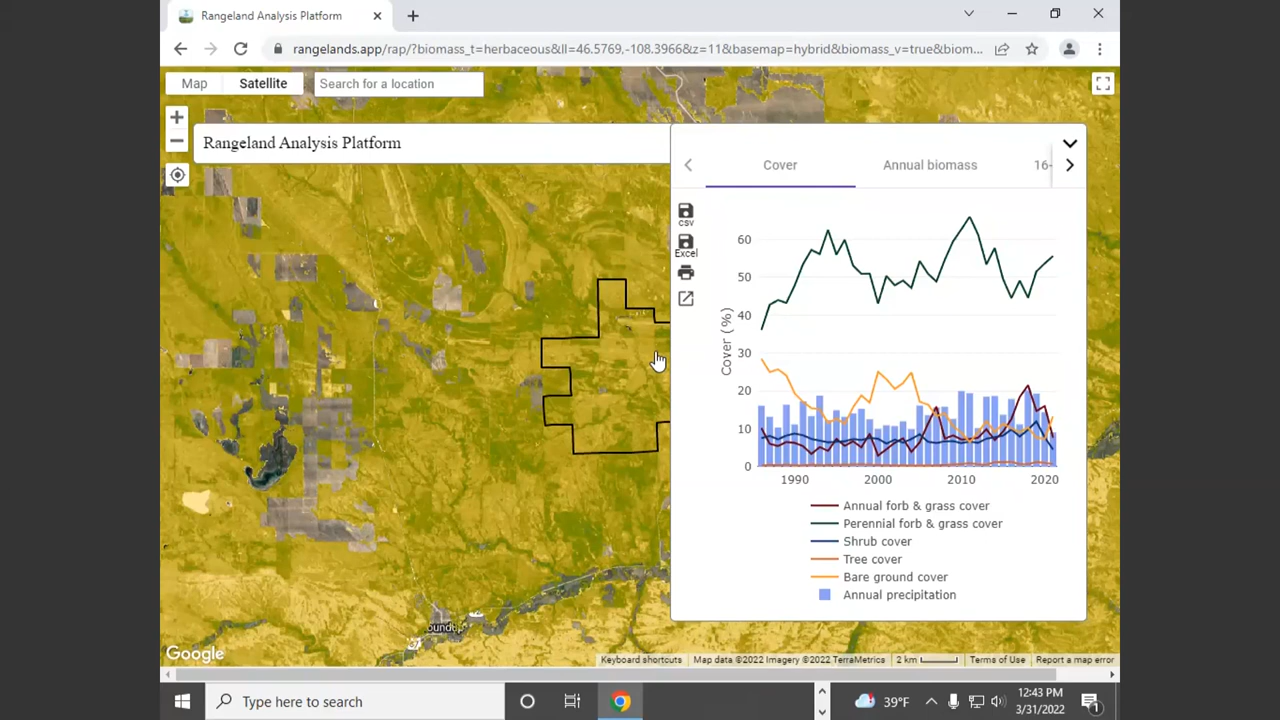 Rangeland Analysis Platform
rangelands.app/rap/?biomass_t=herbaceous&ll=46.5769,-108.3966&z=11&basemap=hybrid&biomass_v=true&biom...
Map
Satellite
Search for a location
Rangeland Analysis Platform
Cover
Annual biomass
16-
CSV
Excel
Cover (%)
60
50
40
30
20
10
0
1990
2000
2010
2020
Annual forb & grass cover
Perennial forb & grass cover
Shrub cover
Tree cover
Bare ground cover
Annual precipitation
Google
Keyboard shortcuts
Map data ©2022 Imagery ©2022 TerraMetrics
2 km
Terms of Use
Report a map error
Type here to search
39°F
12:43 PM
3/31/2022
1